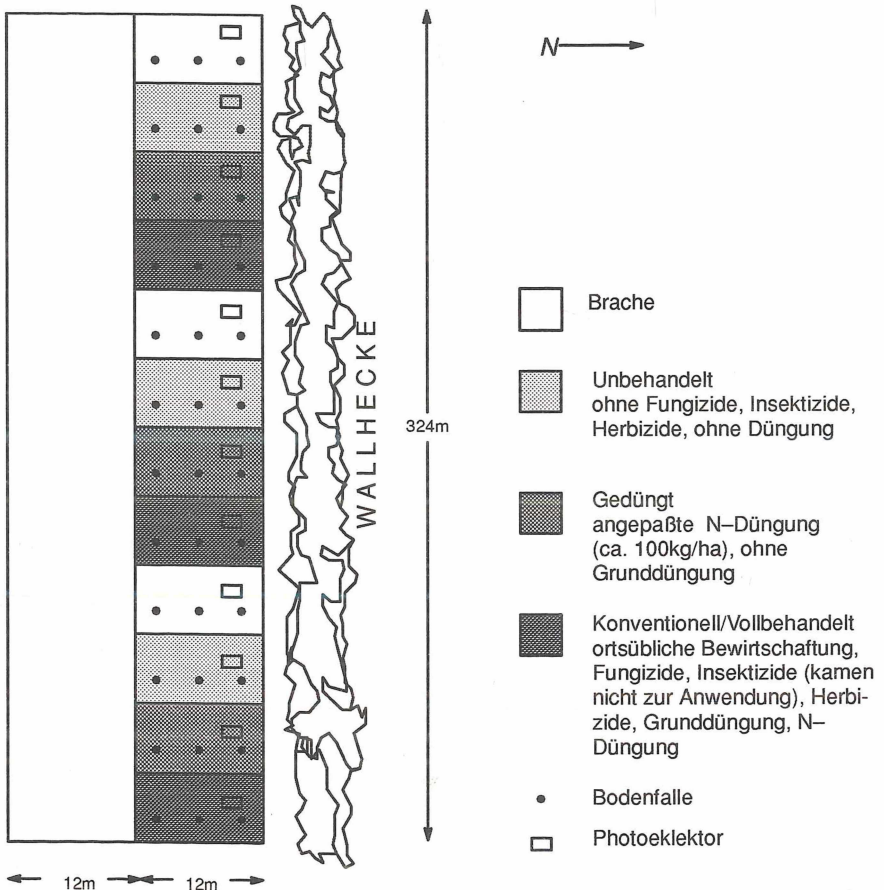 N
Brache
Unbehandelt
ohne Fungizide, Insektizide,
Herbizide, ohne Düngung
WALLHECKE
324m
Gedüngt
angepaßte N–Düngung
(ca. 100kg/ha), ohne
Grunddüngung
Konventionell/Vollbehandelt
ortsübliche Bewirtschaftung,
Fungizide, Insektizide (kamen
nicht zur Anwendung), Herbi-
zide, Grunddüngung, N–
Düngung
Bodenfalle
Photoeklektor
12m
12m